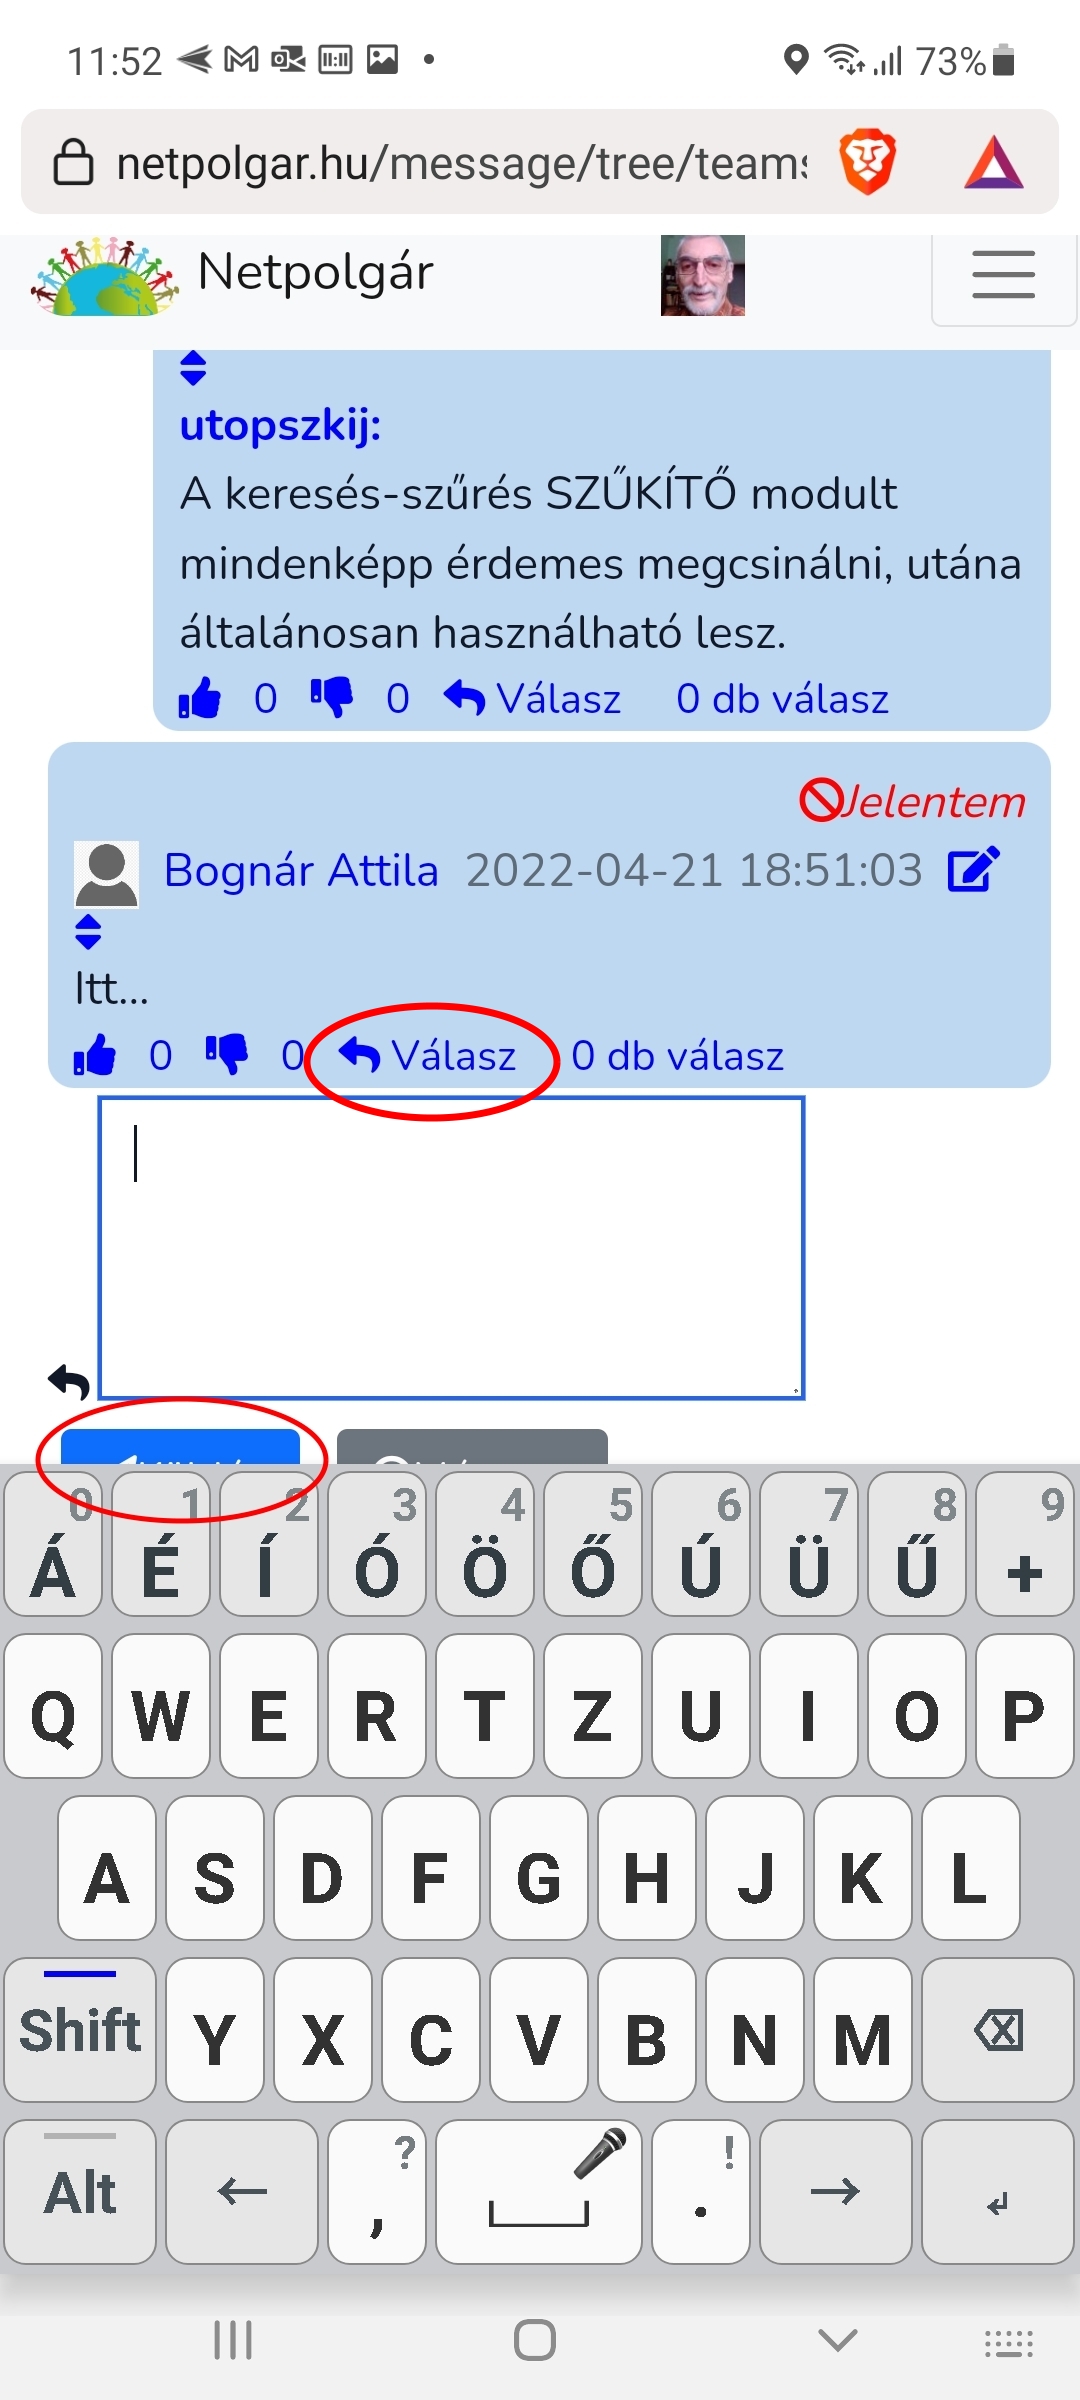 11:52 73%
netpolgar.hu/message/tree/teams
Netpolgár
utopszkij:
A keresés-szűrés SZŰKÍTŐ modult
mindenképp érdemes megcsinálni, utána
általánosan használható lesz.
0 0 Válasz 0 db válasz
Jelentem
Bognár Attila 2022-04-21 18:51:03
Itt...
0 0 Válasz 0 db válasz
0 1 2 3 4 5 6 7 8 9
Á É Í Ó Ö Ő Ú Ü Ű +
Q W E R T Z U I O P
A S D F G H J K L
Shift Y X C V B N M
? !
Alt ← , . →